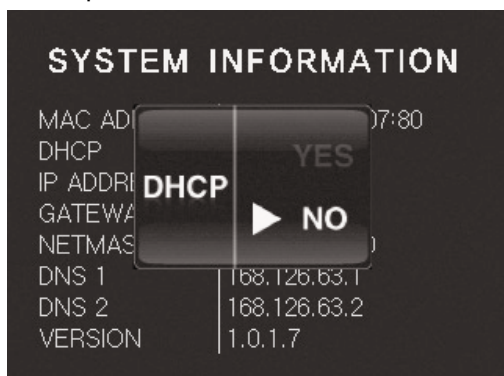 SYSTEM INFORMATION
MAC AD 07:80
DHCP YES
IP ADDR
DHCP
GATEWA NO
NETMAS
DNS 1 168.126.63.1
DNS 2 168.126.63.2
VERSION 1.0.1.7